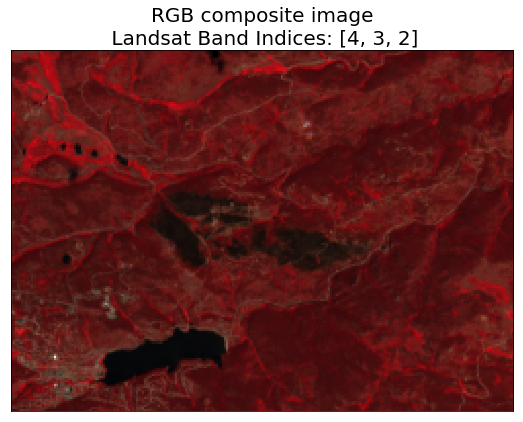 RGB composite image
Landsat Band Indices: [4, 3, 2]